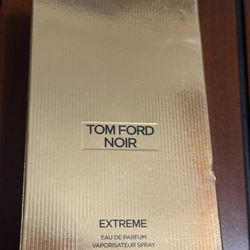 TOM FORD
NOIR
EXTREME
EAU DE PARFUM
VAPORISATEUR SPRAY